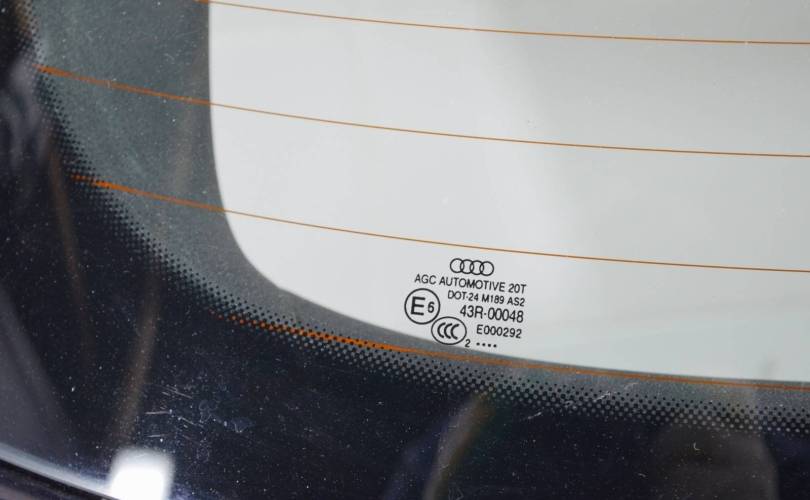 AGC AUTOMOTIVE 20T
DOT-24 M189 AS2
E6 43R-00048
CCC E000292
2 ....